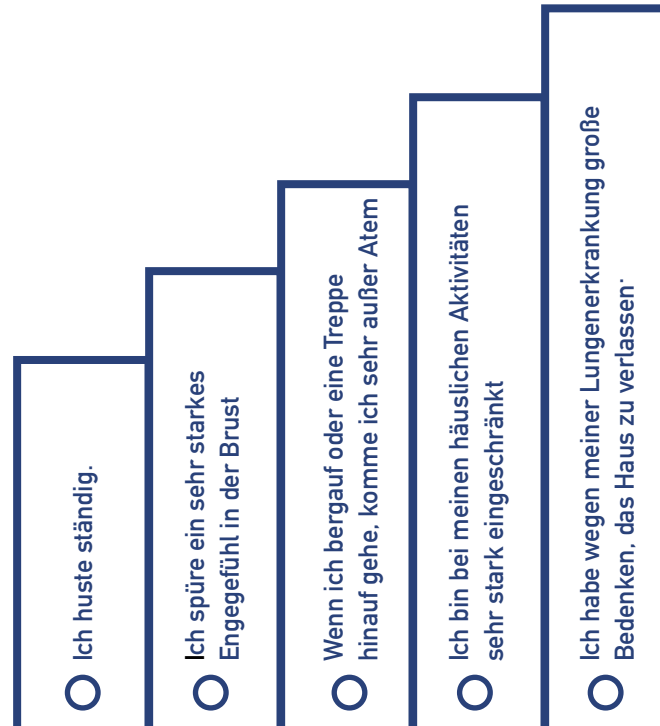 Ich huste ständig.
Ich spüre ein sehr starkes
Engegefühl in der Brust
Wenn ich bergauf oder eine Treppe
hinauf gehe, komme ich sehr außer Atem
Ich bin bei meinen häuslichen Aktivitäten
sehr stark eingeschränkt
Ich habe wegen meiner Lungenerkrankung große
Bedenken, das Haus zu verlassen·